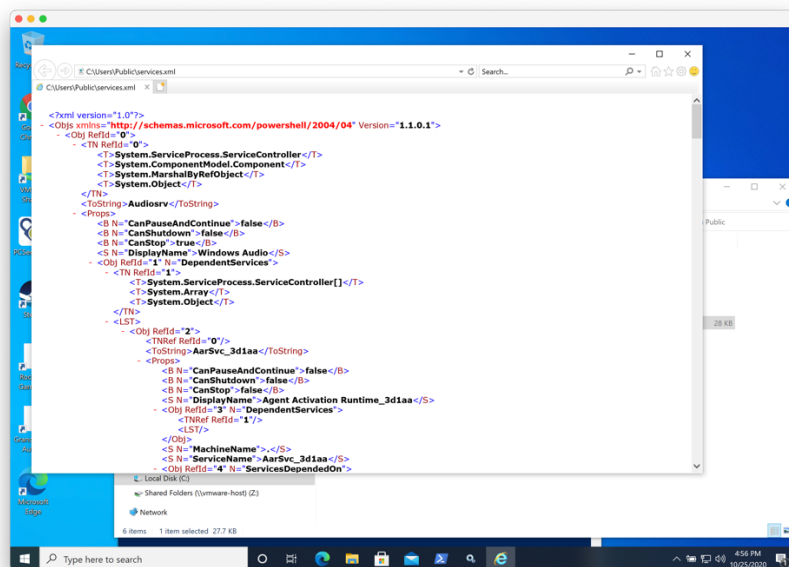 C:\Users\Public\services.xml
Search...
C:\Users\Public\services.xml
<?xml version="1.0"?>
- <Objs xmlns="http://schemas.microsoft.com/powershell/2004/04" Version="1.1.0.1">
- <Obj RefId="0">
- <TN RefId="0">
<T>System.ServiceProcess.ServiceController</T>
<T>System.ComponentModel.Component</T>
<T>System.MarshalByRefObject</T>
<T>System.Object</T>
</TN>
<ToString>Audiosrv</ToString>
- <Props>
<B N="CanPauseAndContinue">false</B>
<B N="CanShutdown">false</B>
<B N="CanStop">true</B>
<S N="DisplayName">Windows Audio</S>
- <Obj RefId="1" N="DependentServices">
- <TN RefId="1">
<T>System.ServiceProcess.ServiceController[]</T>
<T>System.Array</T>
<T>System.Object</T>
</TN>
- <LST>
- <Obj RefId="2">
<TNRef RefId="0"/>
<ToString>AarSvc_3d1aa</ToString>
- <Props>
<B N="CanPauseAndContinue">false</B>
<B N="CanShutdown">false</B>
<B N="CanStop">false</B>
<S N="DisplayName">Agent Activation Runtime_3d1aa</S>
- <Obj RefId="3" N="DependentServices">
<TNRef RefId="1"/>
<LST/>
</Obj>
<S N="MachineName">.</S>
<S N="ServiceName">AarSvc_3d1aa</S>
- <Obj RefId="4" N="ServicesDependedOn">
Public
28 KB
Local Disk (C:)
Shared Folders (\\vmware-host) (Z:)
Network
6 items 1 item selected 27.7 KB
Microsoft
Edge
Type here to search
4:56 PM
10/25/2020